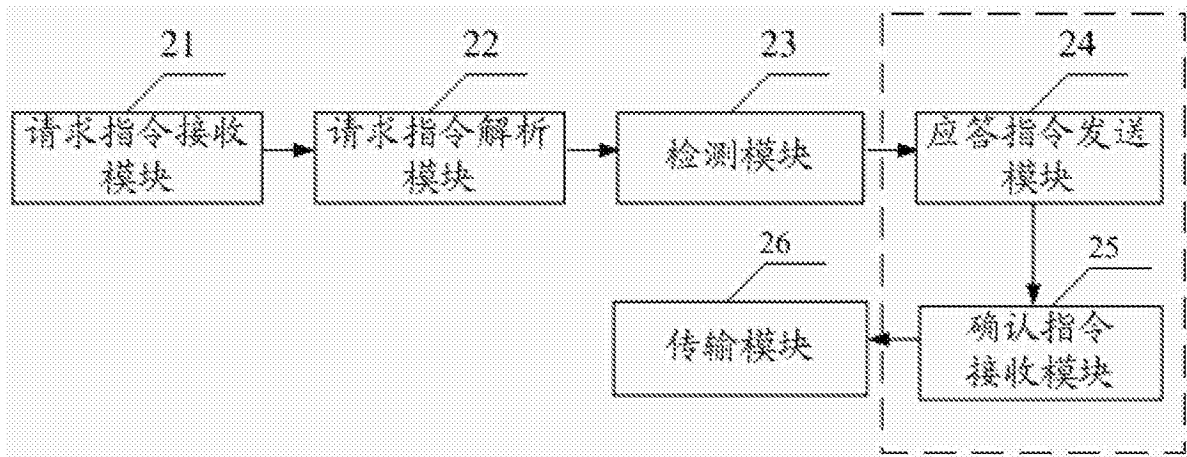 21
22
23
24
请求指令接收
模块
请求指令解析
模块
检测模块
应答指令发送
模块
26
25
传输模块
确认指令
接收模块